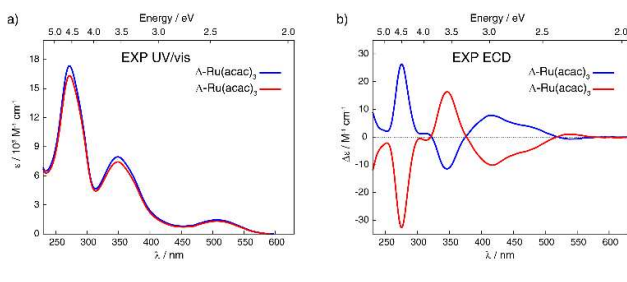 a)
Energy / eV
5.0 4.5 4.0 3.5 3.0 2.5 2.0
EXP UV/vis
Λ-Ru(acac)3
Λ-Ru(acac)3
ε / 10³ M⁻¹ cm⁻¹
18
15
12
9
6
3
0
250 300 350 400 450 500 550 600
λ / nm
b)
Energy / eV
5.0 4.5 4.0 3.5 3.0 2.5 2.0
EXP ECD
Λ-Ru(acac)3
Λ-Ru(acac)3
Δε / M⁻¹ cm⁻¹
30
20
10
0
-10
-20
-30
250 300 350 400 450 500 550 600
λ / nm